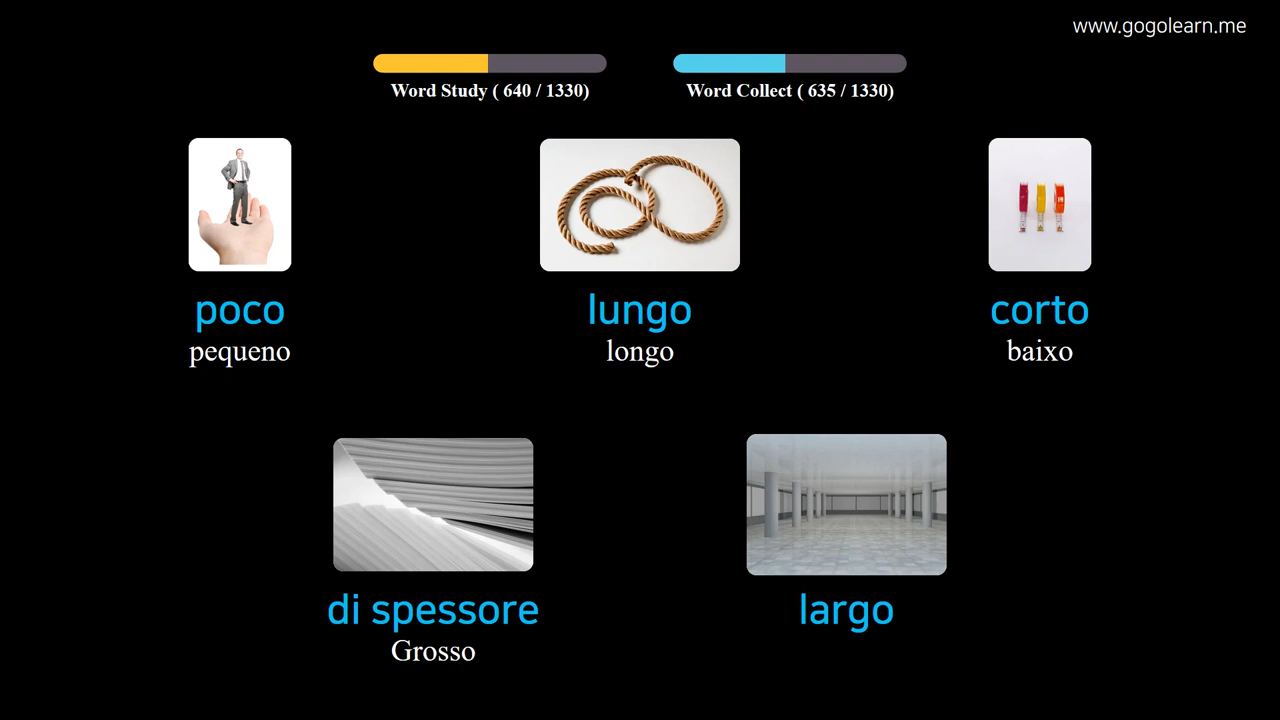 www.gogolearn.me
Word Study ( 640 / 1330)
Word Collect ( 635 / 1330)
poco
pequeno
lungo
longo
corto
baixo
di spessore
Grosso
largo